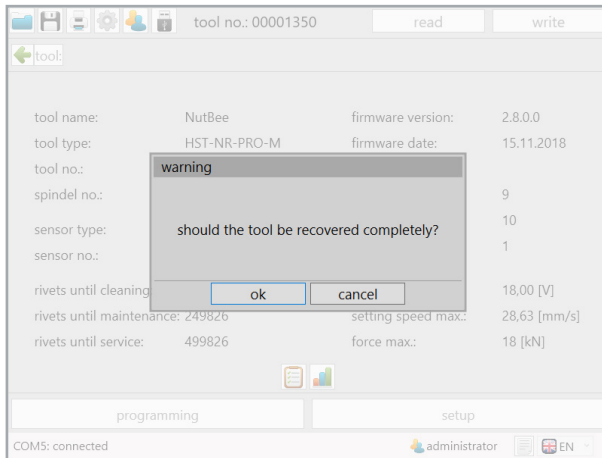 tool no.: 00001350 read write
tool:
tool name: NutBee firmware version: 2.8.0.0
tool type: HST-NR-PRO-M firmware date: 15.11.2018
tool no.:
warning
spindel no.: 9
should the tool be recovered completely?
sensor type: 10
sensor no.: 1
ok cancel
rivets until cleaning 18,00 [V]
rivets until maintenance: 249826 setting speed max.: 28,63 [mm/s]
rivets until service: 499826 force max.: 18 [kN]
programming setup
COM5: connected administrator EN